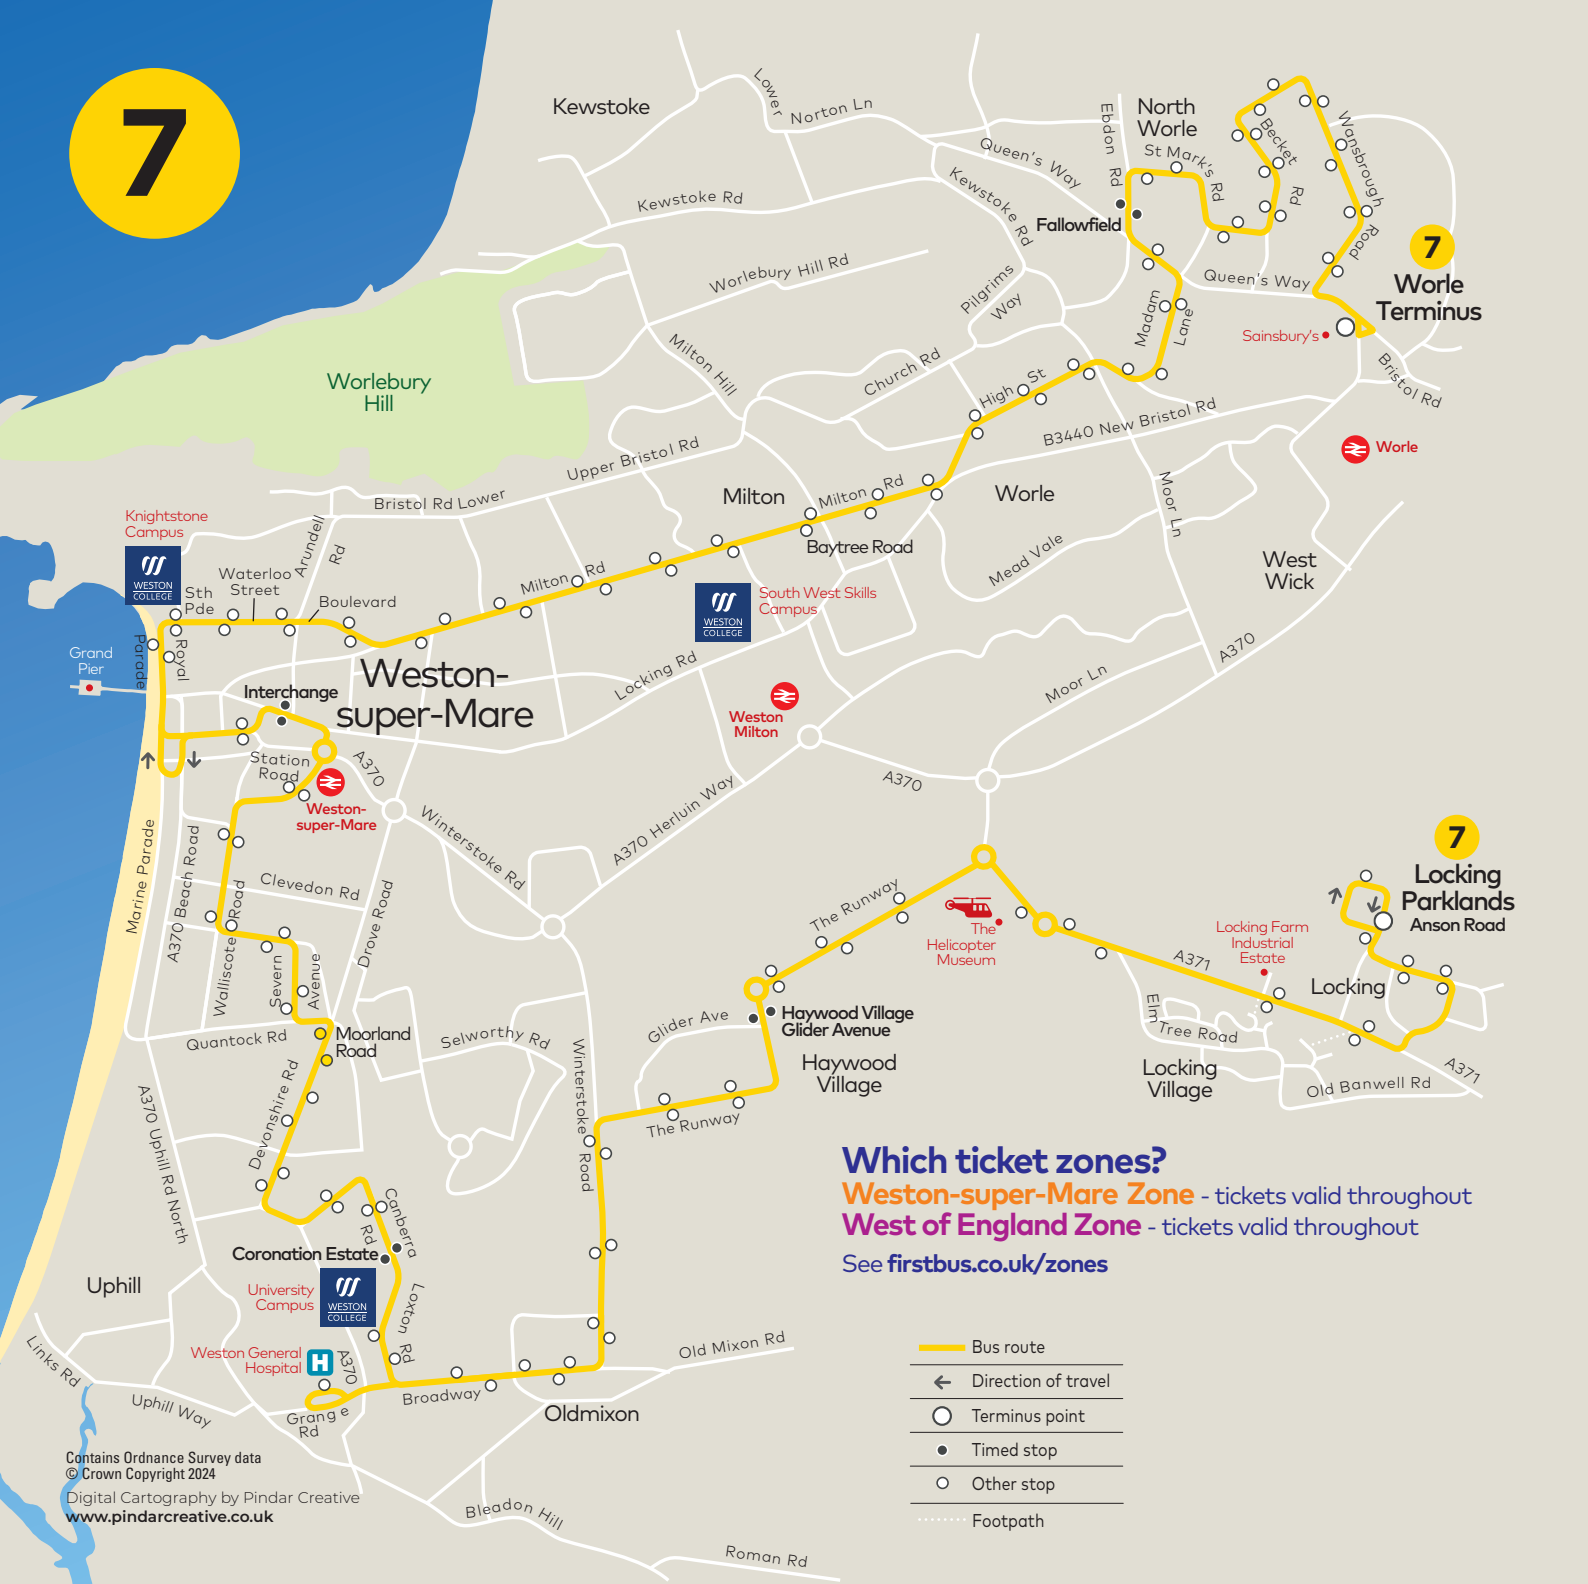 7
Kewstoke
Lower
Norton Ln
Ebdon Rd
North
Worle
St Mark's Rd
Becket
Rd
Wansbrough
Road
Queen's Way
Kewstoke Rd
Kewstoke Rd
Fallowfield
7
Worle
Terminus
Queen's Way
Worlebury Hill Rd
Pilgrims
Way
Madam
Lane
Sainsbury's
Bristol Rd
Milton Hill
Church Rd
Worlebury
Hill
High St
B3440 New Bristol Rd
Worle
Upper Bristol Rd
Bristol Rd Lower
Milton
Milton Rd
Worle
Moor Ln
Knightstone
Campus
WESTON
COLLEGE
Arundell
Rd
Baytree Road
Mead Vale
West
Wick
Waterloo
Street
Sth
Pde
Boulevard
Milton Rd
South West Skills
Campus
WESTON
COLLEGE
Parade
Royal
Grand
Pier
Weston-
super-Mare
Interchange
Locking Rd
Moor Ln
A370
Weston
Milton
Station
Road
A370
A370
Weston-
super-Mare
Winterstoke Rd
A370 Herluin Way
Marine Parade
A370 Beach Road
Clevedon Rd
Drove Road
The Runway
7
Locking
Parklands
Anson Road
The
Helicopter
Museum
Locking Farm
Industrial
Estate
A371
Locking
Walliscote
Road
Severn
Avenue
Haywood Village
Glider Avenue
Glider Ave
Elm
Tree Road
Quantock Rd
Moorland
Road
Selworthy Rd
Winterstoke
Road
Haywood
Village
Locking
Village
A371
Old Banwell Rd
Devonshire Rd
A370 Uphill Rd North
The Runway
Which ticket zones?
Weston-super-Mare Zone - tickets valid throughout
West of England Zone - tickets valid throughout
See firstbus.co.uk/zones
Canberra
Rd
Coronation Estate
Uphill
University
Campus
WESTON
COLLEGE
Loxton
Rd
Links Rd
Weston General
Hospital
H
A370
Old Mixon Rd
Uphill Way
Grange
Rd
Broadway
Oldmixon
Bus route
Direction of travel
Terminus point
Timed stop
Other stop
Footpath
Contains Ordnance Survey data
© Crown Copyright 2024
Digital Cartography by Pindar Creative
www.pindarcreative.co.uk
Bleadon Hill
Roman Rd